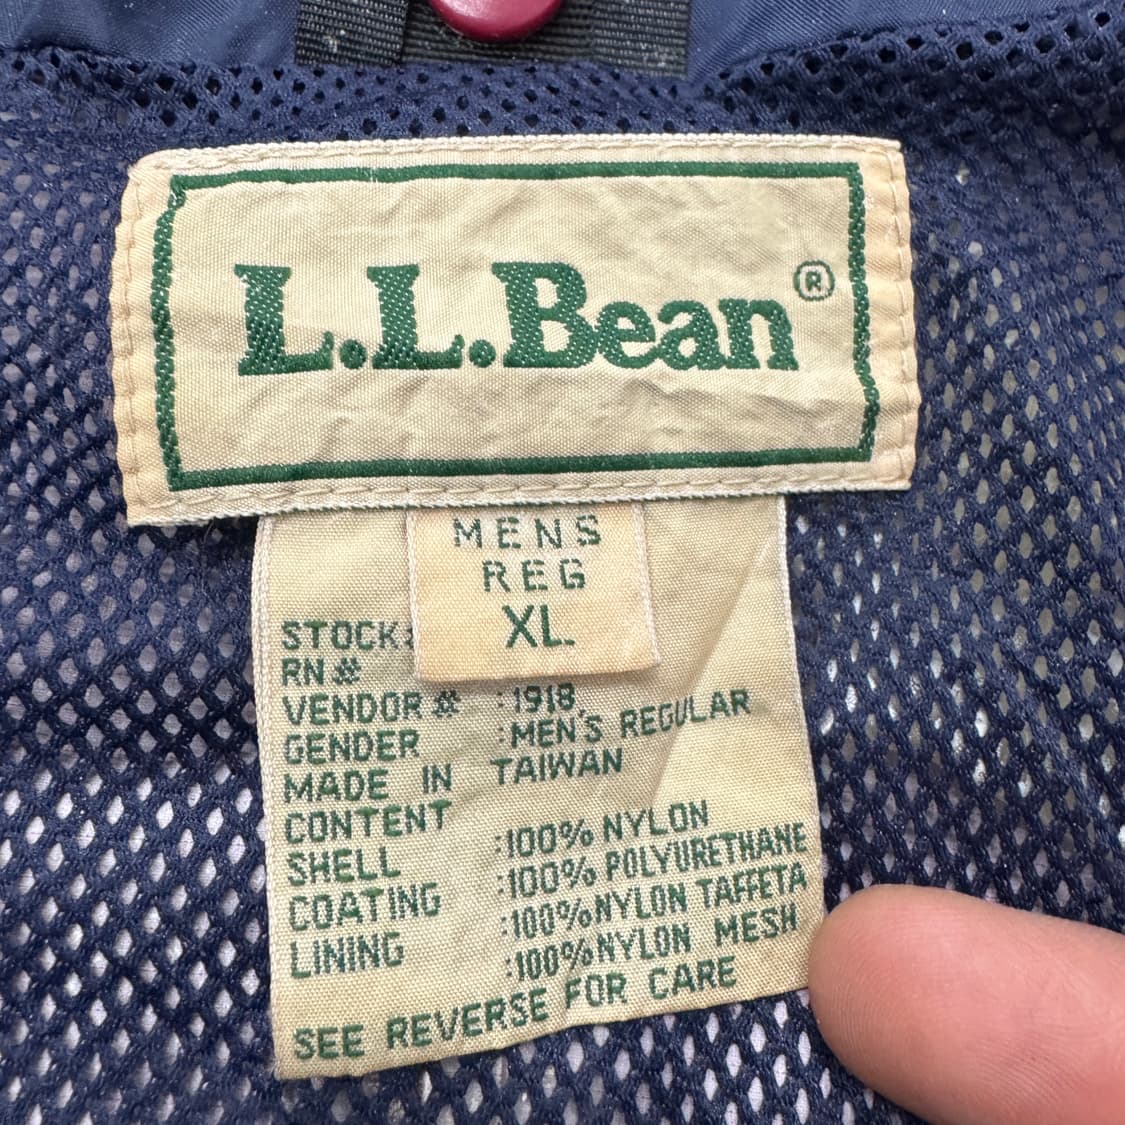 L.L.Bean®
MENS
REG
XL
STOCK:
RN#
VENDOR # :1918
GENDER :MEN'S REGULAR
MADE IN TAIWAN
CONTENT
SHELL :100% NYLON
COATING :100% POLYURETHANE
LINING :100% NYLON TAFFETA
:100% NYLON MESH
SEE REVERSE FOR CARE